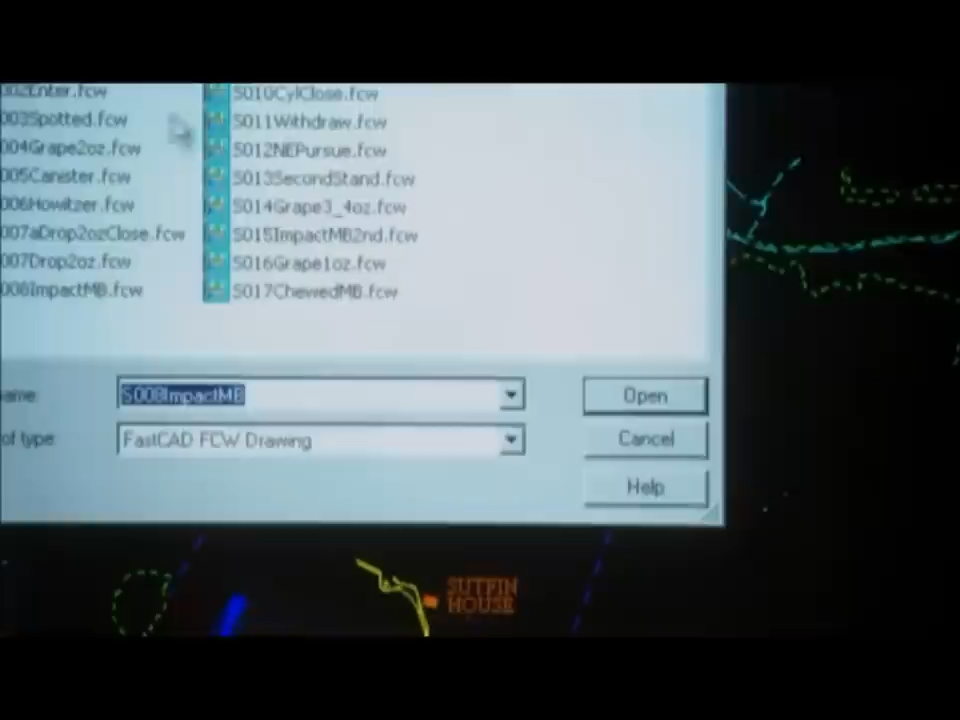 002Enter.fcw
003Spotted.fcw
004Grape2oz.fcw
005Canister.fcw
006Howitzer.fcw
007aDrop2ozClose.fcw
007Drop2oz.fcw
008ImpactMB.fcw
S010CylClose.fcw
S011Withdraw.fcw
S012NEPursue.fcw
S013SecondStand.fcw
S014Grape3_4oz.fcw
S015ImpactMB2nd.fcw
S016Grape1oz.fcw
S017ChewedMB.fcw
ame:
S008ImpactMB
Open
of type:
FastCAD FCW Drawing
Cancel
Help
SUTFIN
HOUSE